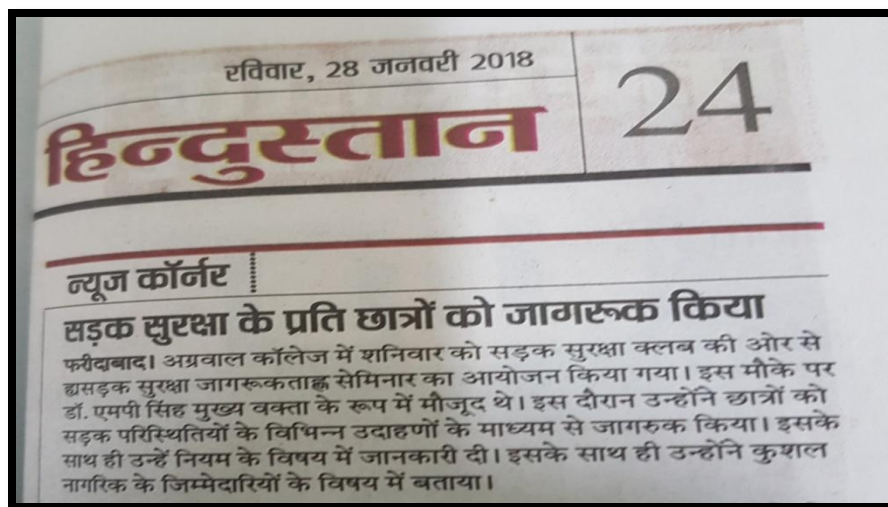 रविवार, 28 जनवरी 2018
24
हिन्दुस्तान
न्यूज कॉर्नर
सड़क सुरक्षा के प्रति छात्रों को जागरूक किया
फरीदाबाद। अग्रवाल कॉलेज में शनिवार को सड़क सुरक्षा क्लब की ओर से
ह्यसड़क सुरक्षा जागरूकताह्ण सेमिनार का आयोजन किया गया। इस मौके पर
डॉ. एमपी सिंह मुख्य वक्ता के रूप में मौजूद थे। इस दौरान उन्होंने छात्रों को
सड़क परिस्थितियों के विभिन्न उदाहणों के माध्यम से जागरुक किया। इसके
साथ ही उन्हें नियम के विषय में जानकारी दी। इसके साथ ही उन्होंने कुशल
नागरिक के जिम्मेदारियों के विषय में बताया।